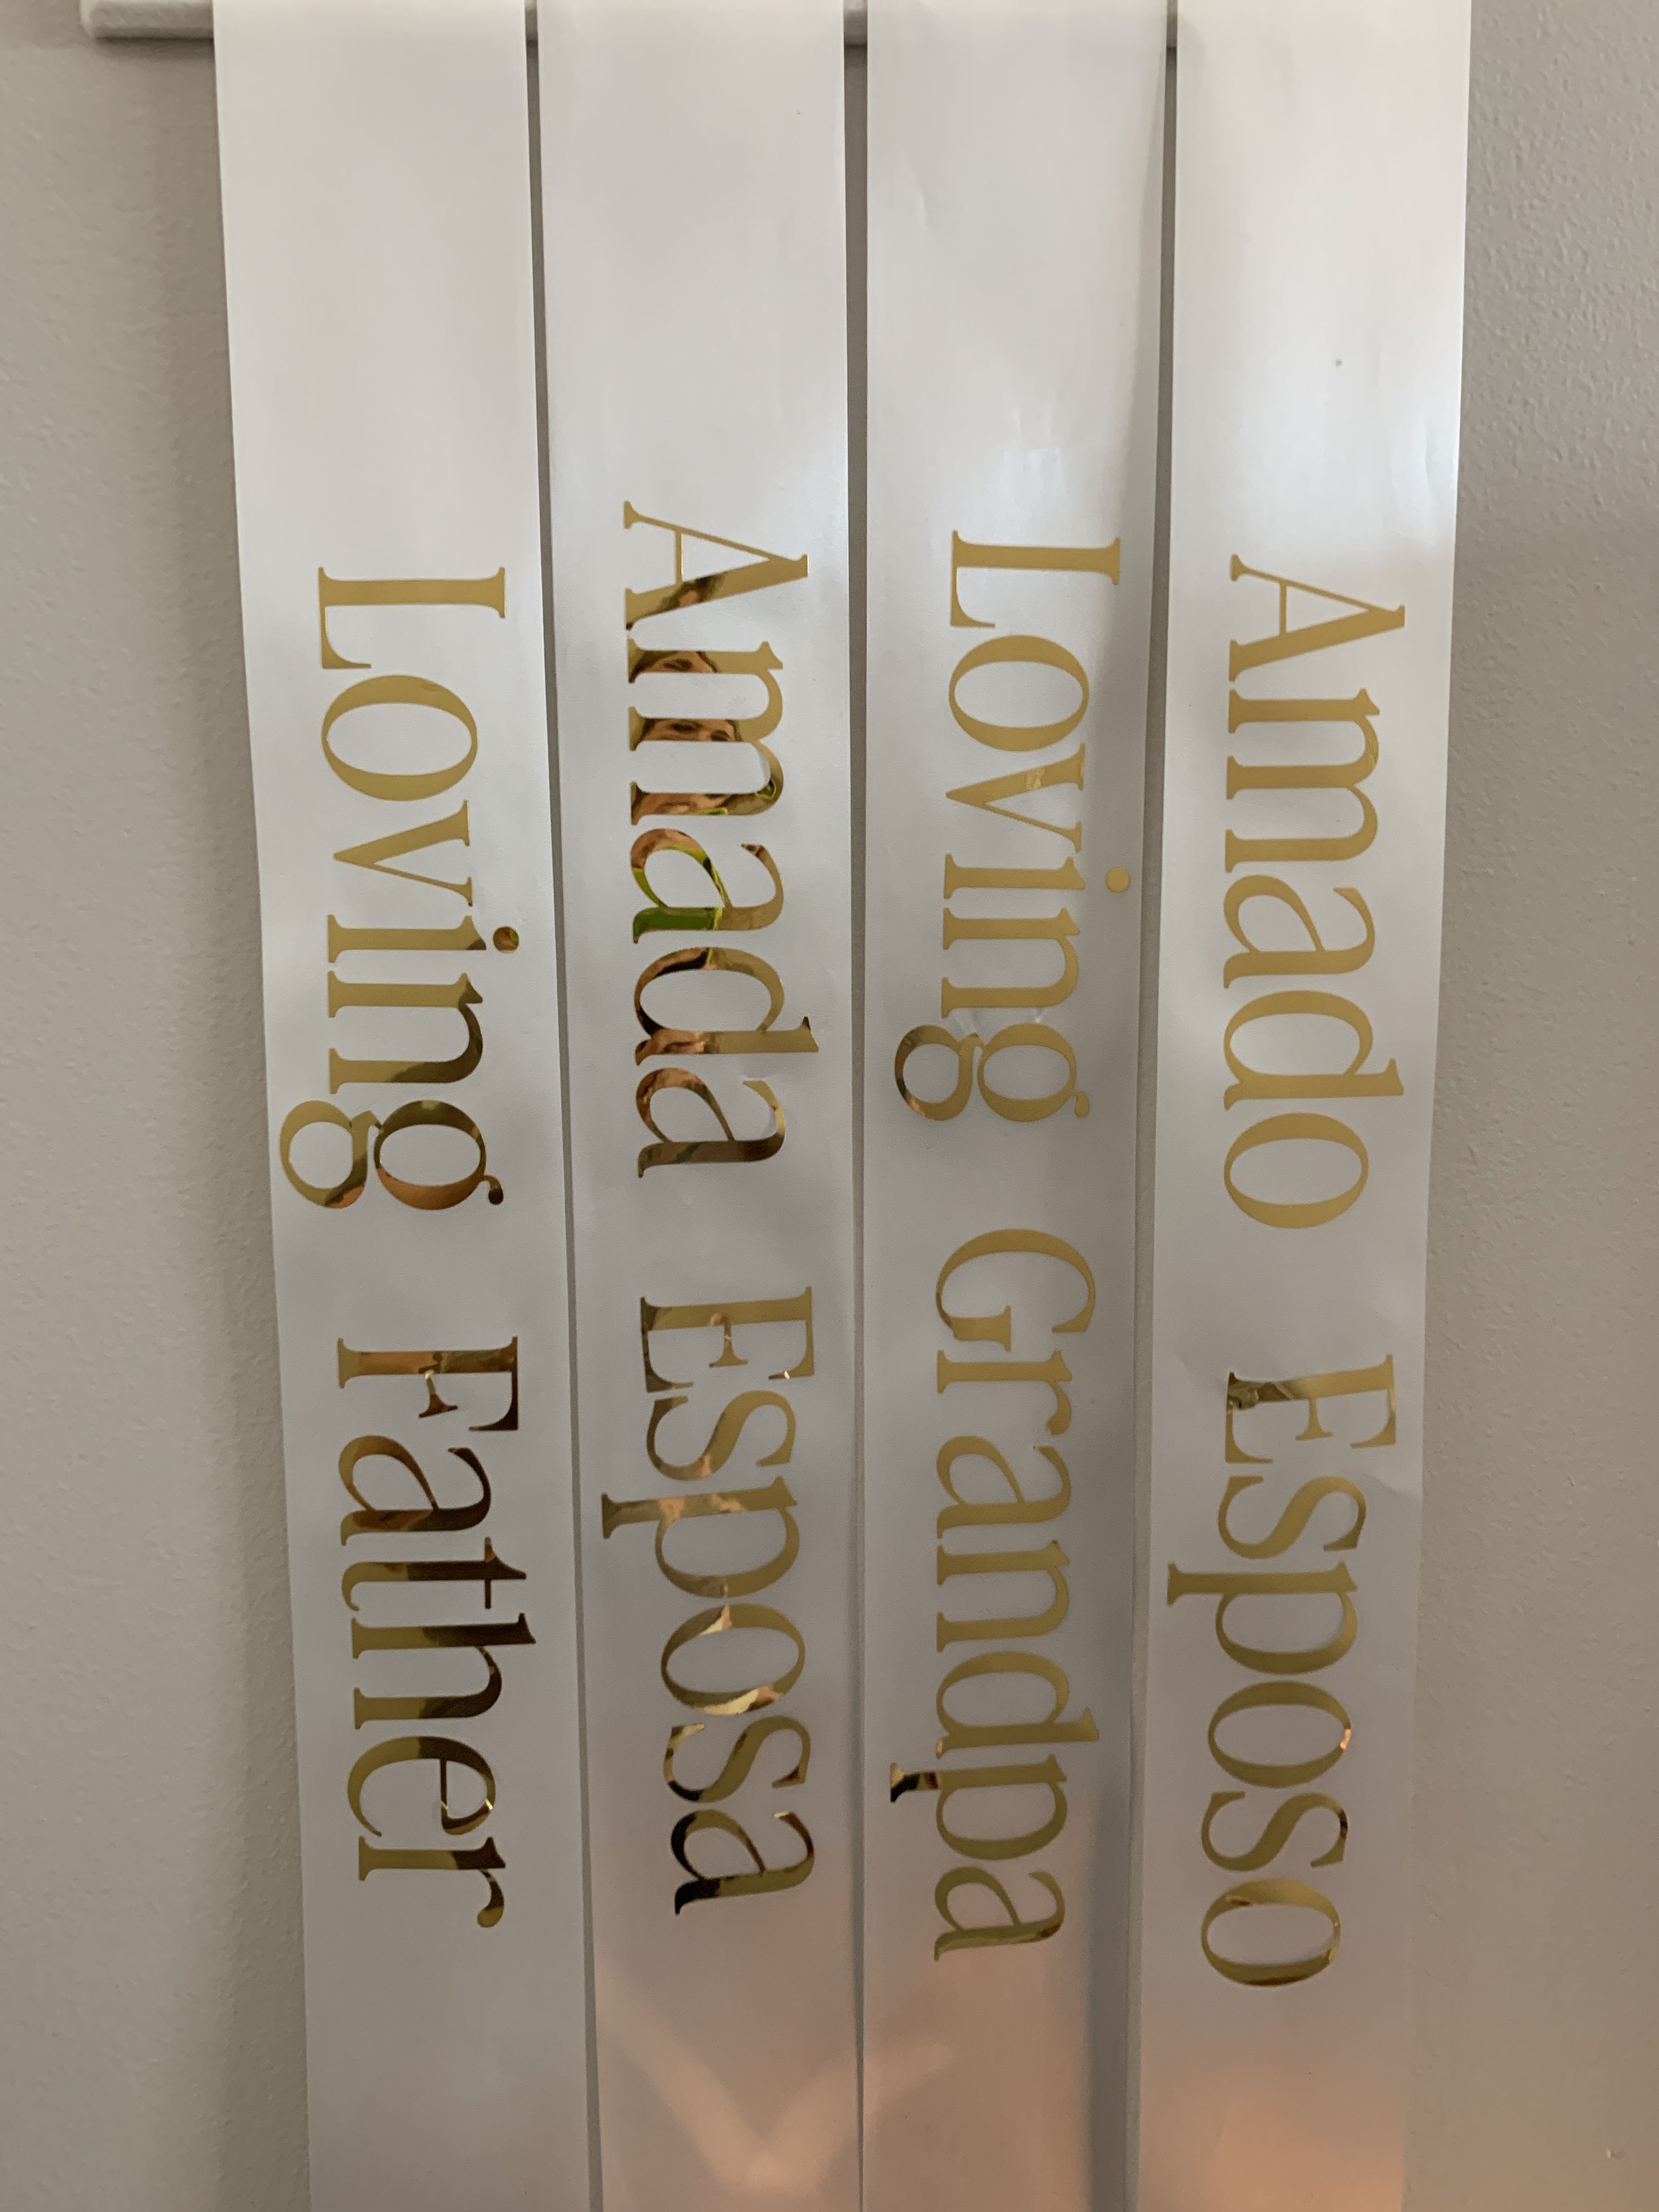 Loving Father
Amada Esposa
Loving Grandpa
Amado Esposo